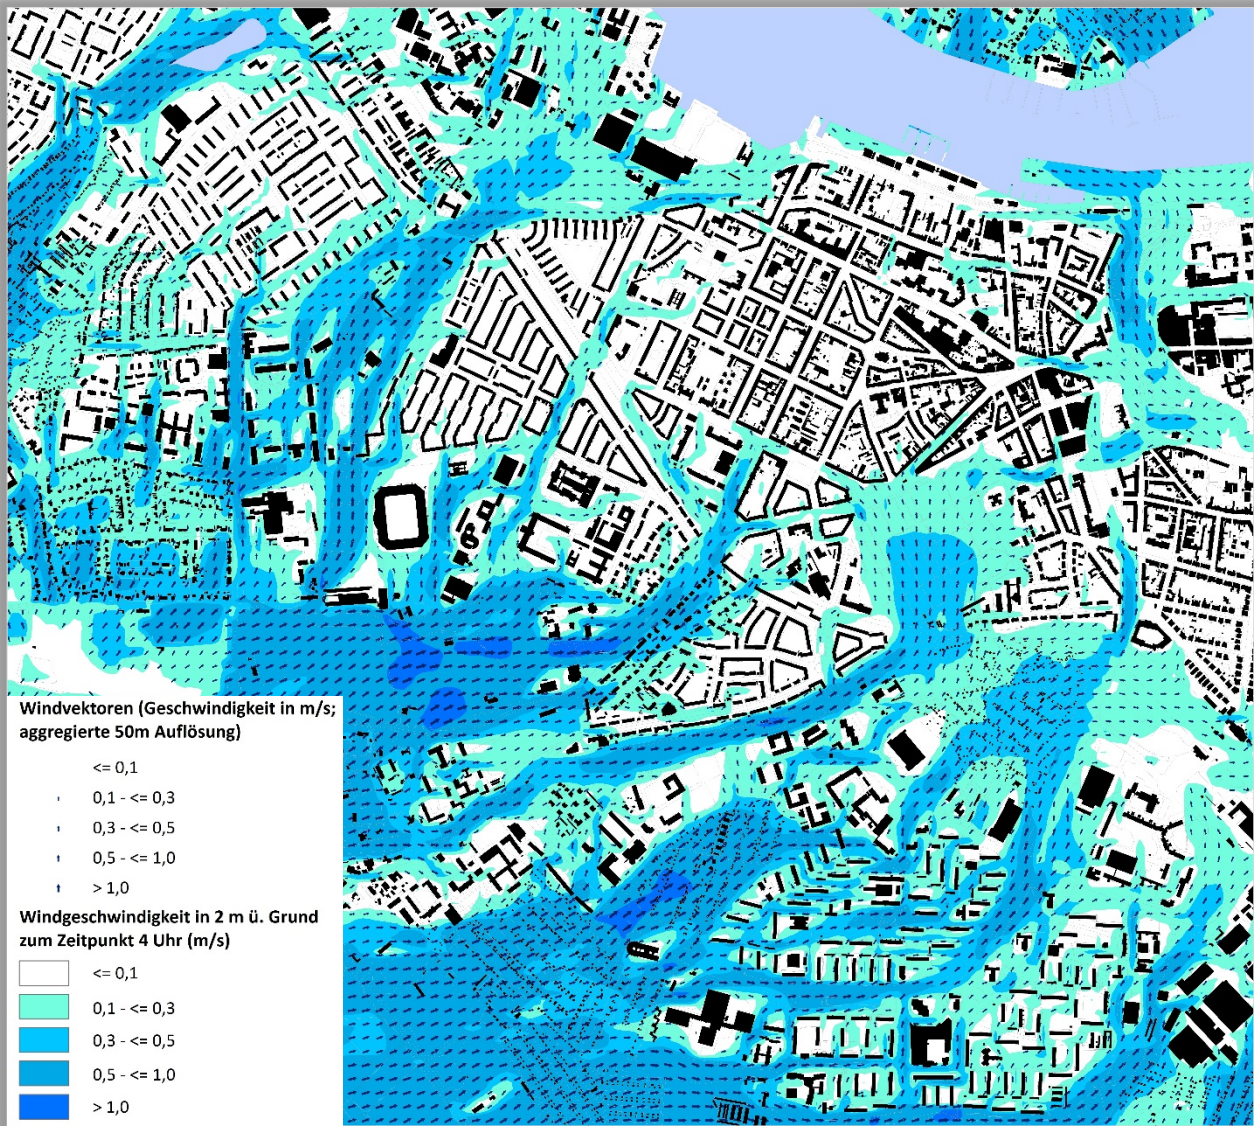 Windvektoren (Geschwindigkeit in m/s;
aggregierte 50m Auflösung)
<= 0,1
0,1 - <= 0,3
0,3 - <= 0,5
0,5 - <= 1,0
> 1,0
Windgeschwindigkeit in 2 m ü. Grund
zum Zeitpunkt 4 Uhr (m/s)
<= 0,1
0,1 - <= 0,3
0,3 - <= 0,5
0,5 - <= 1,0
> 1,0